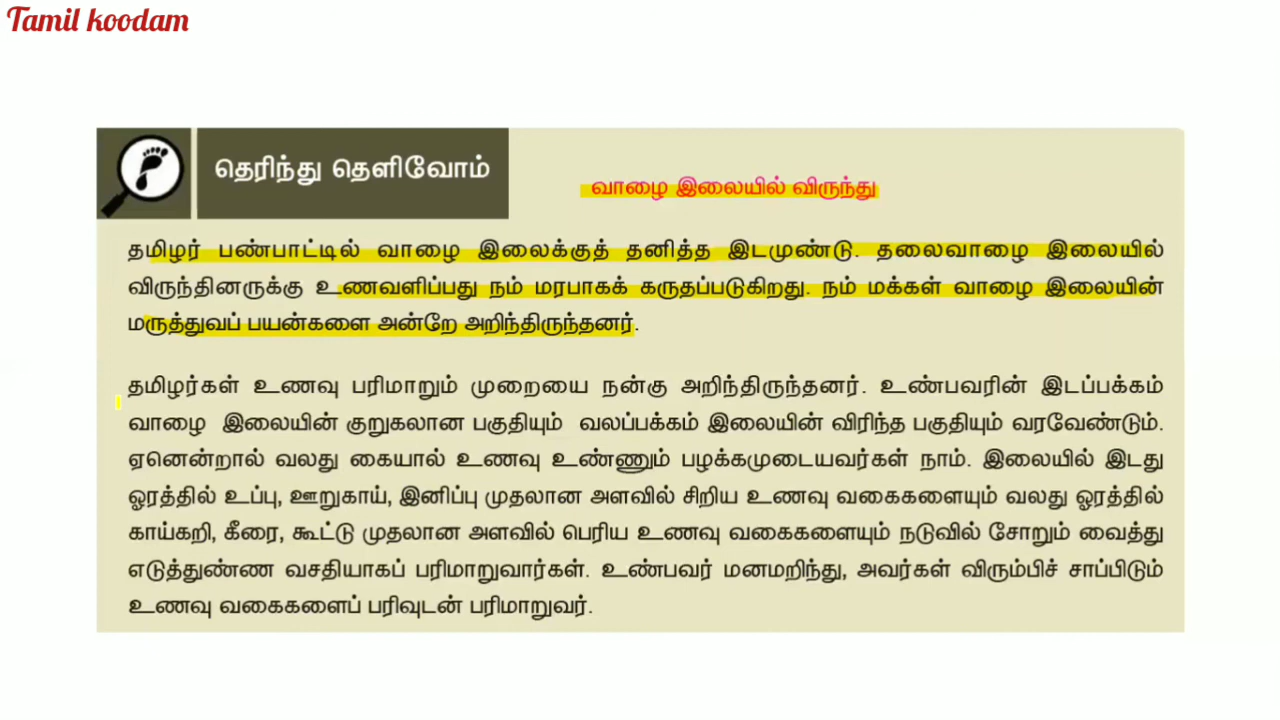 Tamil koodam
தெரிந்து தெளிவோம்
வாழை இலையில் விருந்து
தமிழர் பண்பாட்டில் வாழை இலைக்குத் தனித்த இடமுண்டு. தலைவாழை இலையில்
விருந்தினருக்கு உணவளிப்பது நம் மரபாகக் கருதப்படுகிறது. நம் மக்கள் வாழை இலையின்
மருத்துவப் பயன்களை அன்றே அறிந்திருந்தனர்.
தமிழர்கள் உணவு பரிமாறும் முறையை நன்கு அறிந்திருந்தனர். உண்பவரின் இடப்பக்கம்
வாழை இலையின் குறுகலான பகுதியும் வலப்பக்கம் இலையின் விரிந்த பகுதியும் வரவேண்டும்.
ஏனென்றால் வலது கையால் உணவு உண்ணும் பழக்கமுடையவர்கள் நாம். இலையில் இடது
ஓரத்தில் உப்பு, ஊறுகாய், இனிப்பு முதலான அளவில் சிறிய உணவு வகைகளையும் வலது ஓரத்தில்
காய்கறி, கீரை, கூட்டு முதலான அளவில் பெரிய உணவு வகைகளையும் நடுவில் சோறும் வைத்து
எடுத்துண்ண வசதியாகப் பரிமாறுவார்கள். உண்பவர் மனமறிந்து, அவர்கள் விரும்பிச் சாப்பிடும்
உணவு வகைகளைப் பரிவுடன் பரிமாறுவர்.